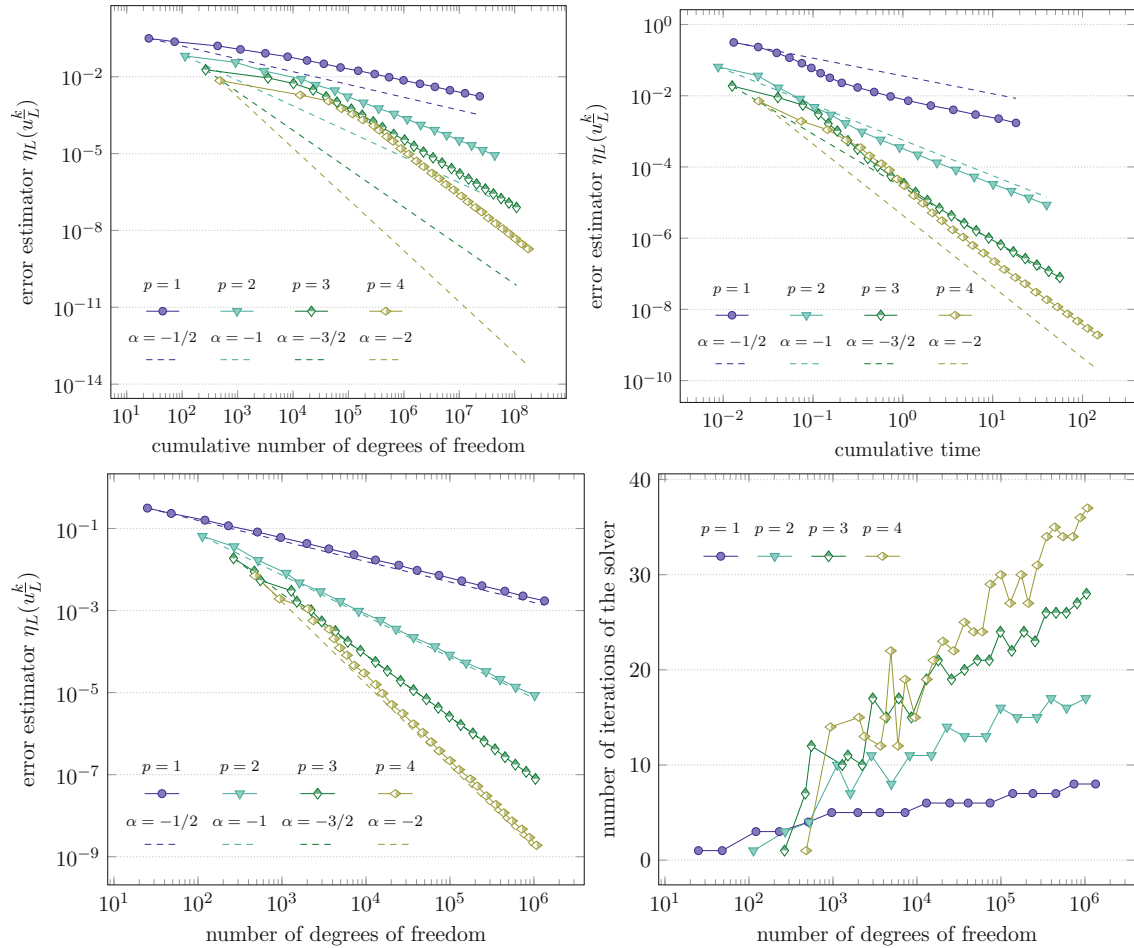 10^0
10^{-2}
10^{-5}
10^{-8}
10^{-11}
10^{-14}
error estimator η_L(u_L^k)
p = 1 p = 2 p = 3 p = 4
α = −1/2 α = −1 α = −3/2 α = −2
10^1 10^2 10^3 10^4 10^5 10^6 10^7 10^8
cumulative number of degrees of freedom
10^{-2}
10^{-4}
10^{-6}
10^{-8}
10^{-10}
error estimator η_L(u_L^k)
p = 1 p = 2 p = 3 p = 4
α = −1/2 α = −1 α = −3/2 α = −2
10^{-2} 10^{-1} 10^0 10^1 10^2
cumulative time
10^{-1}
10^{-3}
10^{-5}
10^{-7}
10^{-9}
error estimator η_L(u_L^k)
p = 1 p = 2 p = 3 p = 4
α = −1/2 α = −1 α = −3/2 α = −2
10^1 10^2 10^3 10^4 10^5 10^6
number of degrees of freedom
40
30
20
10
0
number of iterations of the solver
p = 1 p = 2 p = 3 p = 4
10^1 10^2 10^3 10^4 10^5 10^6
number of degrees of freedom